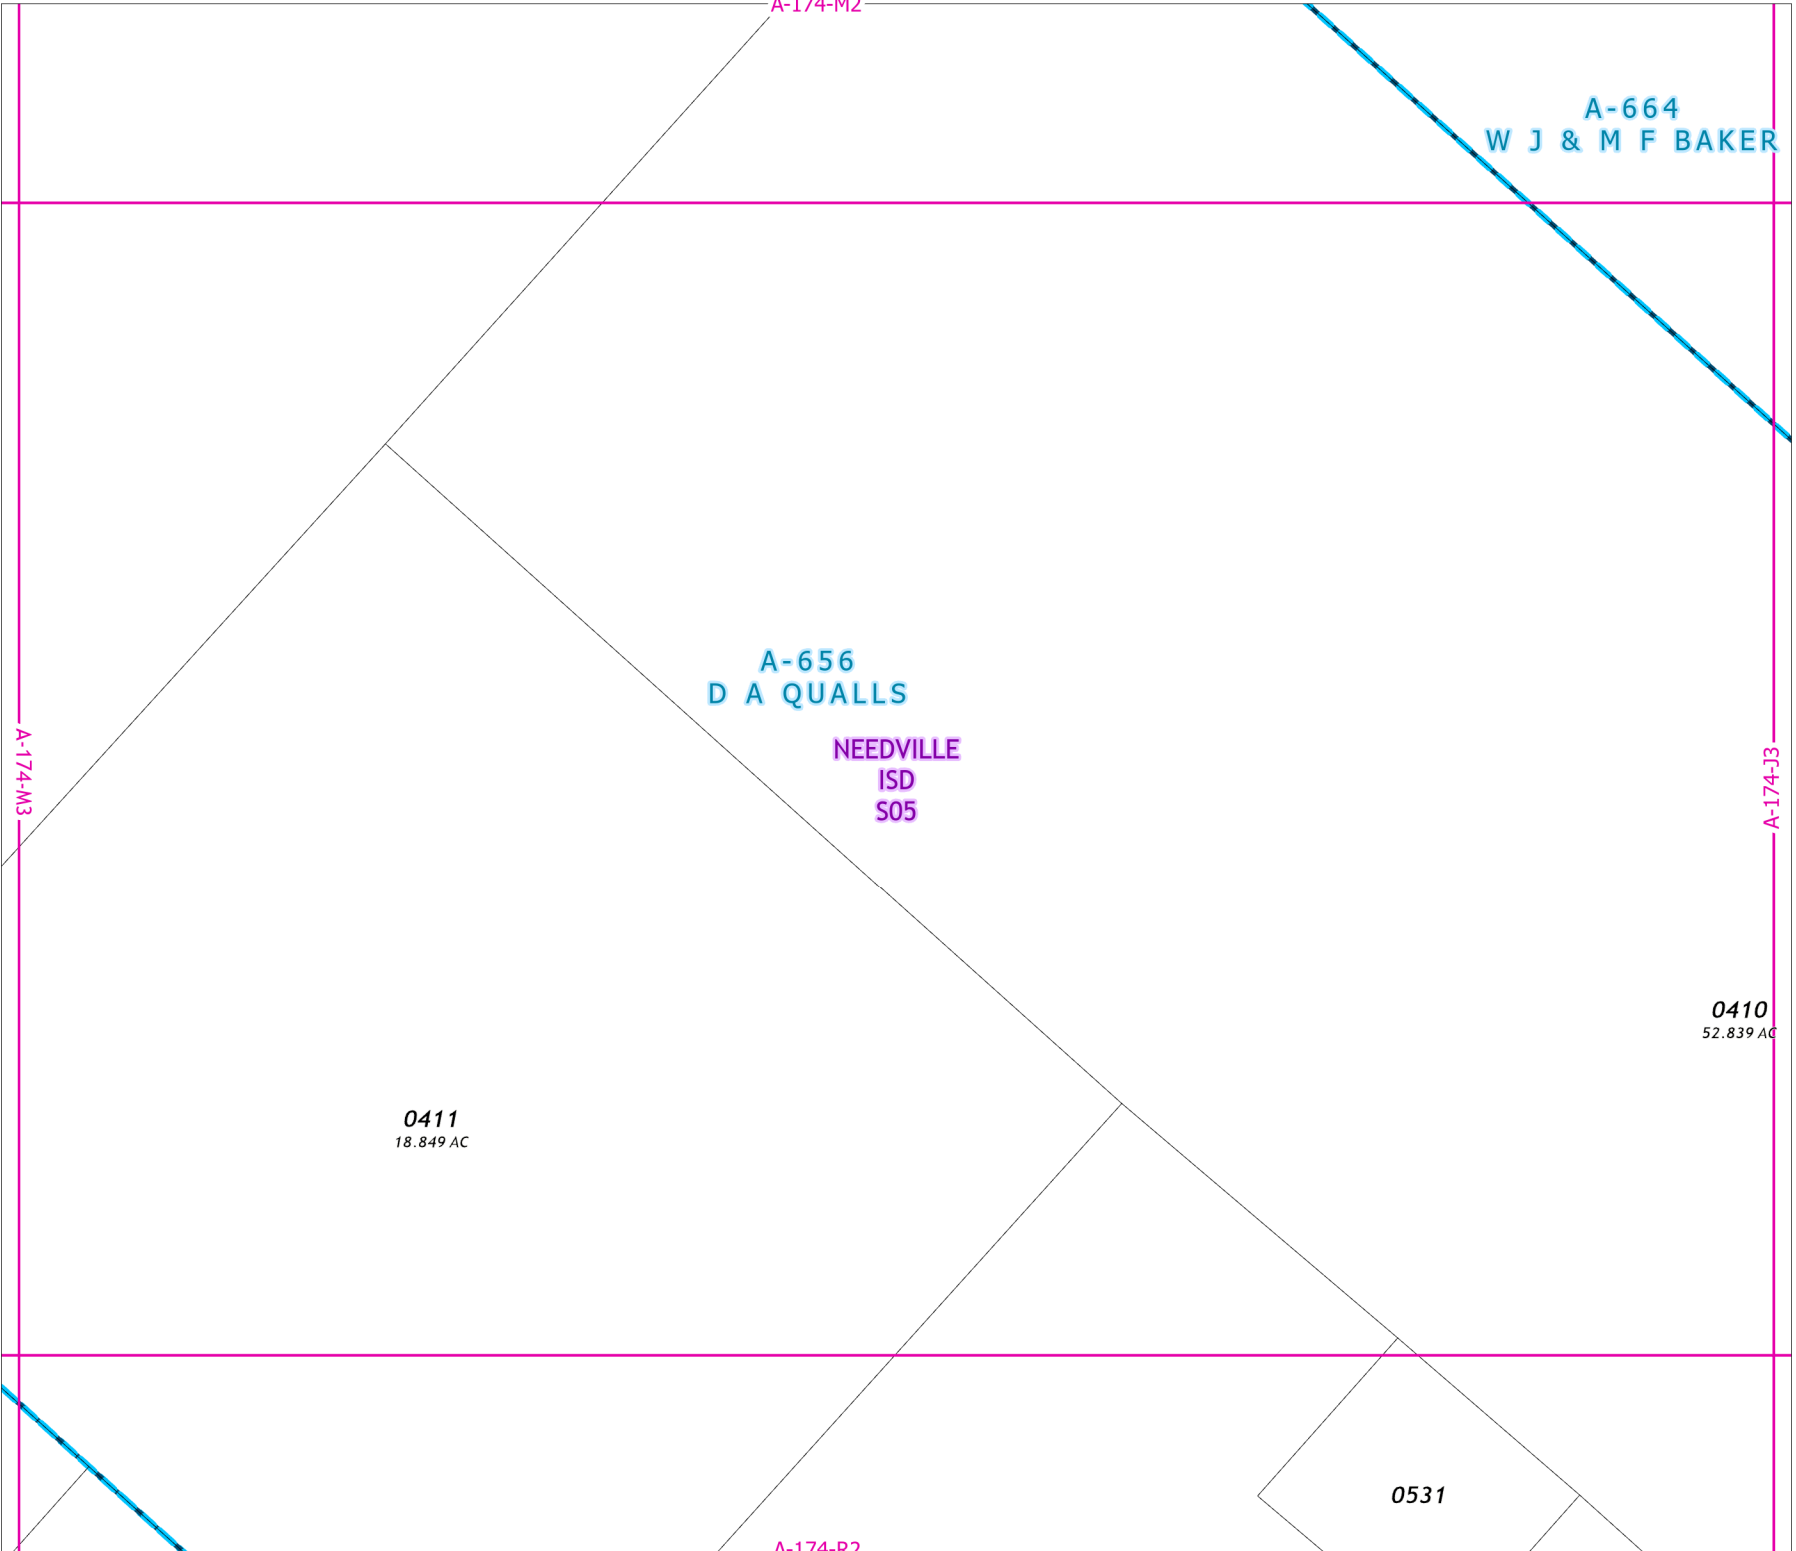 A-174-M2
A-664
W J & M F BAKER
A-656
D A QUALLS
NEEDVILLE
ISD
S05
A-174-M3
A-174-J3
0410
52.839 AC
0411
18.849 AC
0531
A-174-R2